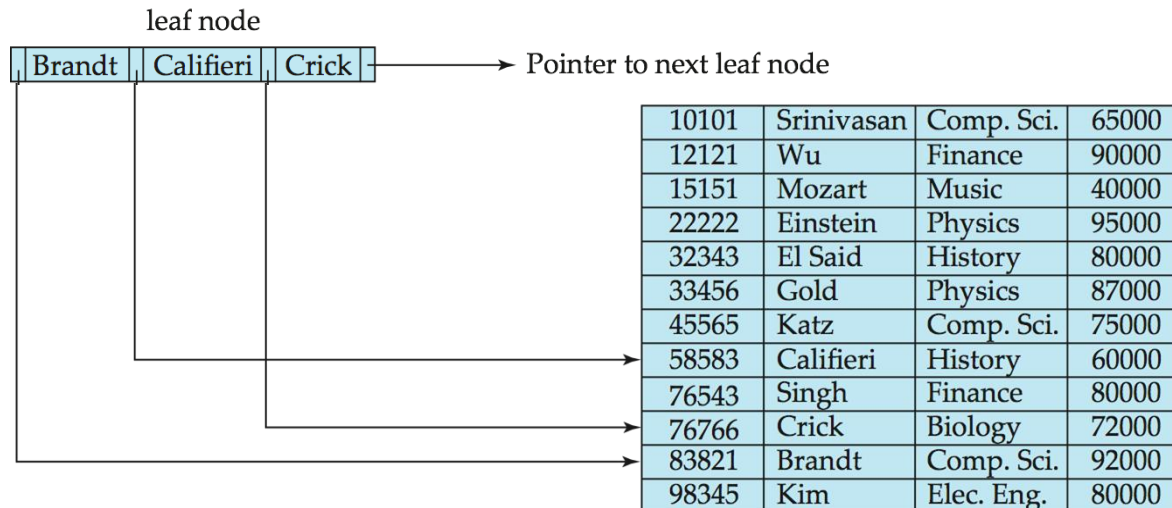 leaf node
Brandt Califieri Crick Pointer to next leaf node
10101 Srinivasan Comp. Sci. 65000
12121 Wu Finance 90000
15151 Mozart Music 40000
22222 Einstein Physics 95000
32343 El Said History 80000
33456 Gold Physics 87000
45565 Katz Comp. Sci. 75000
58583 Califieri History 60000
76543 Singh Finance 80000
76766 Crick Biology 72000
83821 Brandt Comp. Sci. 92000
98345 Kim Elec. Eng. 80000